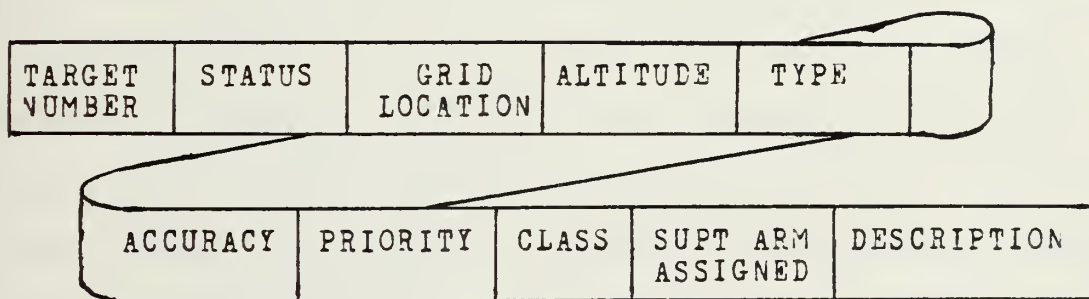 TARGET NUMBER
STATUS
GRID LOCATION
ALTITUDE
TYPE
ACCURACY
PRIORITY
CLASS
SUPT ARM ASSIGNED
DESCRIPTION